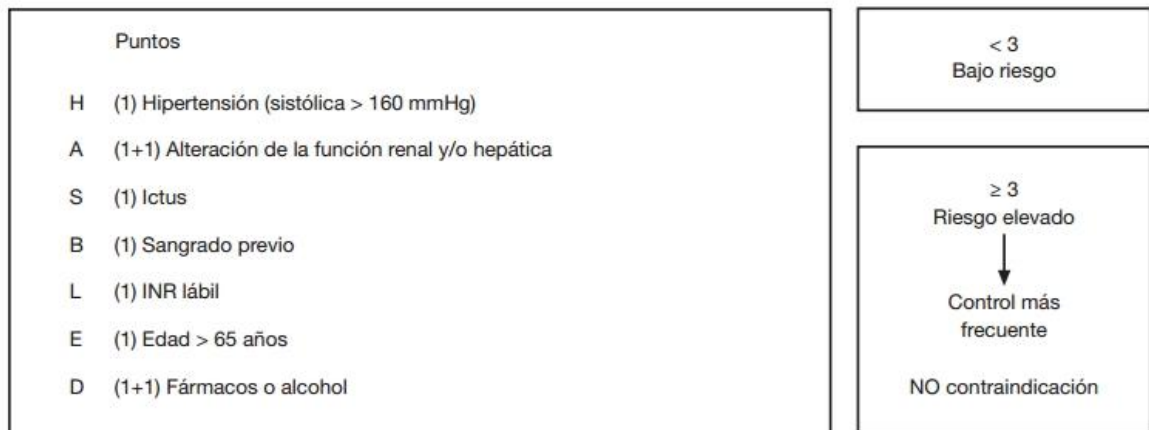 Puntos
H (1) Hipertensión (sistólica > 160 mmHg)
A (1+1) Alteración de la función renal y/o hepática
S (1) Ictus
B (1) Sangrado previo
L (1) INR lábil
E (1) Edad > 65 años
D (1+1) Fármacos o alcohol
< 3
Bajo riesgo
≥ 3
Riesgo elevado
Control más
frecuente
NO contraindicación